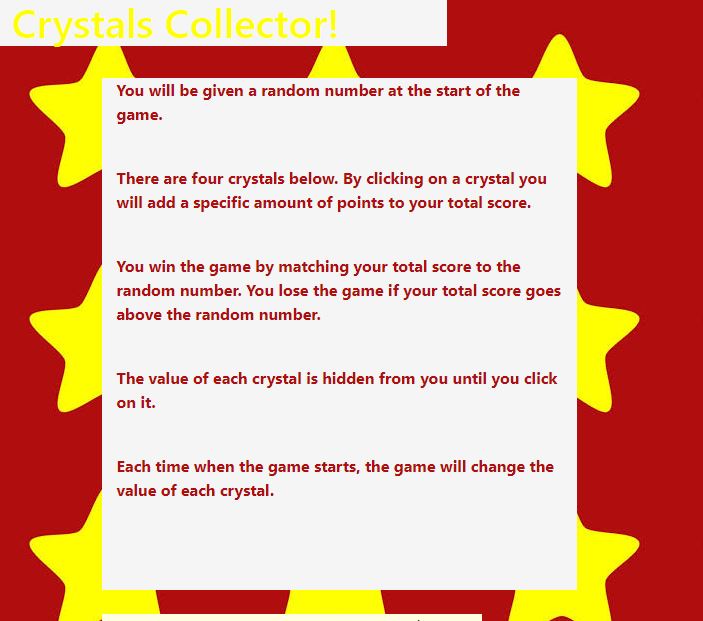 Crystals Collector!
You will be given a random number at the start of the
game.
There are four crystals below. By clicking on a crystal you
will add a specific amount of points to your total score.
You win the game by matching your total score to the
random number. You lose the game if your total score goes
above the random number.
The value of each crystal is hidden from you until you click
on it.
Each time when the game starts, the game will change the
value of each crystal.